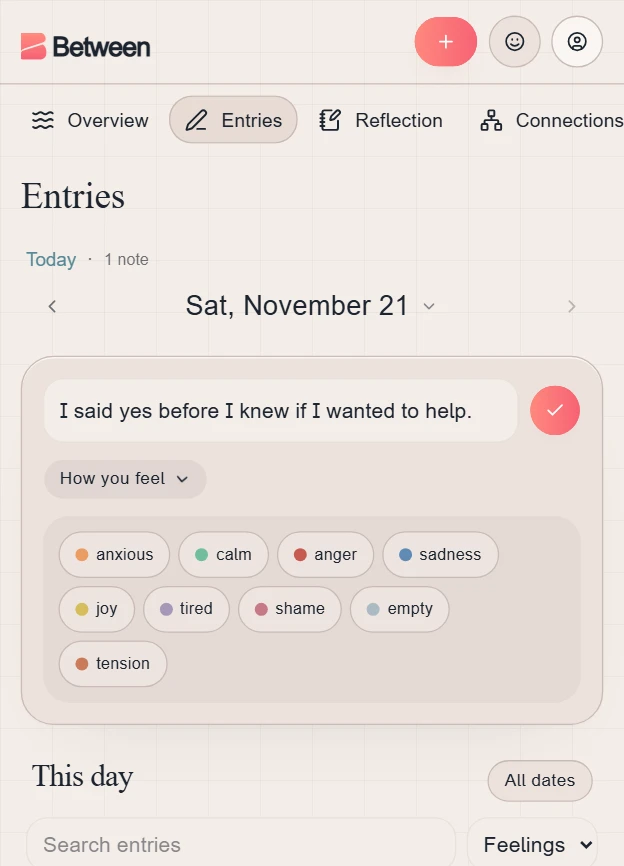 Between
Overview Entries Reflection Connections
Entries
Today · 1 note
Sat, November 21
I said yes before I knew if I wanted to help.
How you feel
anxious calm anger sadness
joy tired shame empty
tension
This day All dates
Search entries Feelings